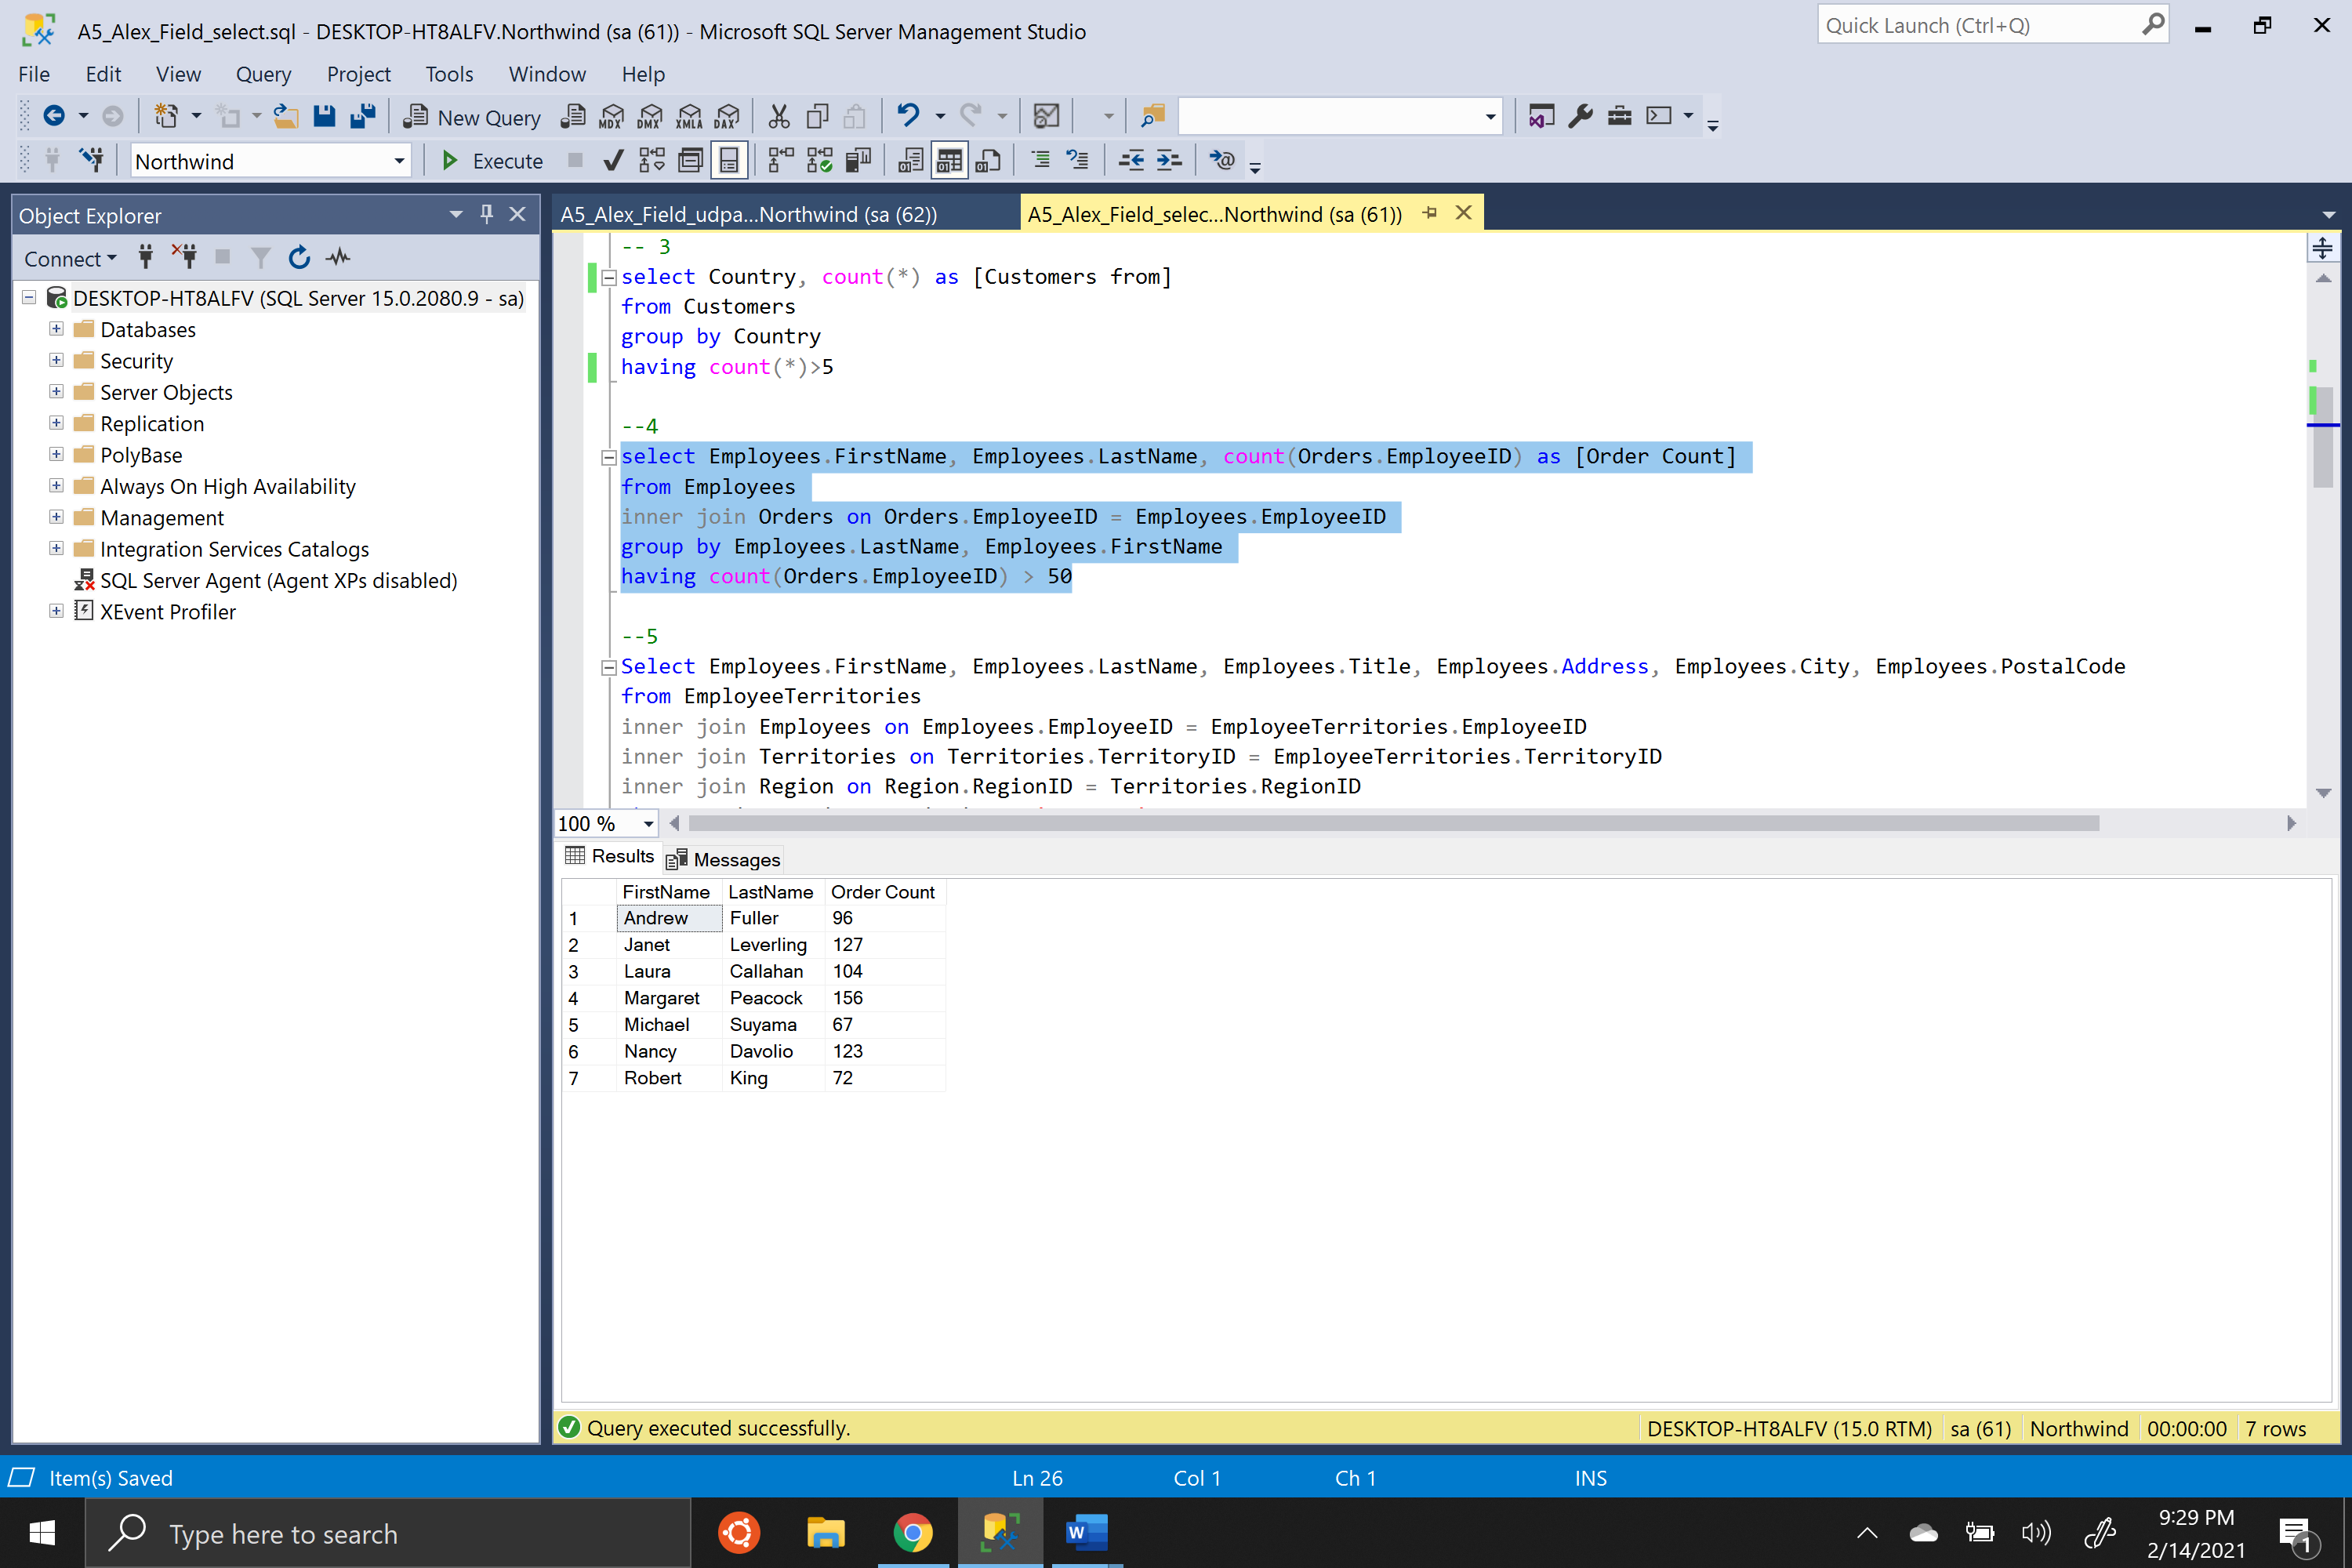 A5_Alex_Field_select.sql - DESKTOP-HT8ALFV.Northwind (sa (61)) - Microsoft SQL Server Management Studio
Quick Launch (Ctrl+Q)
File Edit View Query Project Tools Window Help
New Query MDX DMX XMLA DAX
Northwind Execute
Object Explorer
Connect
DESKTOP-HT8ALFV (SQL Server 15.0.2080.9 - sa)
Databases
Security
Server Objects
Replication
PolyBase
Always On High Availability
Management
Integration Services Catalogs
SQL Server Agent (Agent XPs disabled)
XEvent Profiler
A5_Alex_Field_udpa...Northwind (sa (62))
A5_Alex_Field_selec...Northwind (sa (61))
-- 3
select Country, count(*) as [Customers from]
from Customers
group by Country
having count(*)>5
--4
select Employees.FirstName, Employees.LastName, count(Orders.EmployeeID) as [Order Count]
from Employees
inner join Orders on Orders.EmployeeID = Employees.EmployeeID
group by Employees.LastName, Employees.FirstName
having count(Orders.EmployeeID) > 50
--5
Select Employees.FirstName, Employees.LastName, Employees.Title, Employees.Address, Employees.City, Employees.PostalCode
from EmployeeTerritories
inner join Employees on Employees.EmployeeID = EmployeeTerritories.EmployeeID
inner join Territories on Territories.TerritoryID = EmployeeTerritories.TerritoryID
inner join Region on Region.RegionID = Territories.RegionID
100 %
Results Messages
FirstName LastName Order Count
1 Andrew Fuller 96
2 Janet Leverling 127
3 Laura Callahan 104
4 Margaret Peacock 156
5 Michael Suyama 67
6 Nancy Davolio 123
7 Robert King 72
Query executed successfully. DESKTOP-HT8ALFV (15.0 RTM) sa (61) Northwind 00:00:00 7 rows
Item(s) Saved Ln 26 Col 1 Ch 1 INS
Type here to search
W
9:29 PM
2/14/2021
1